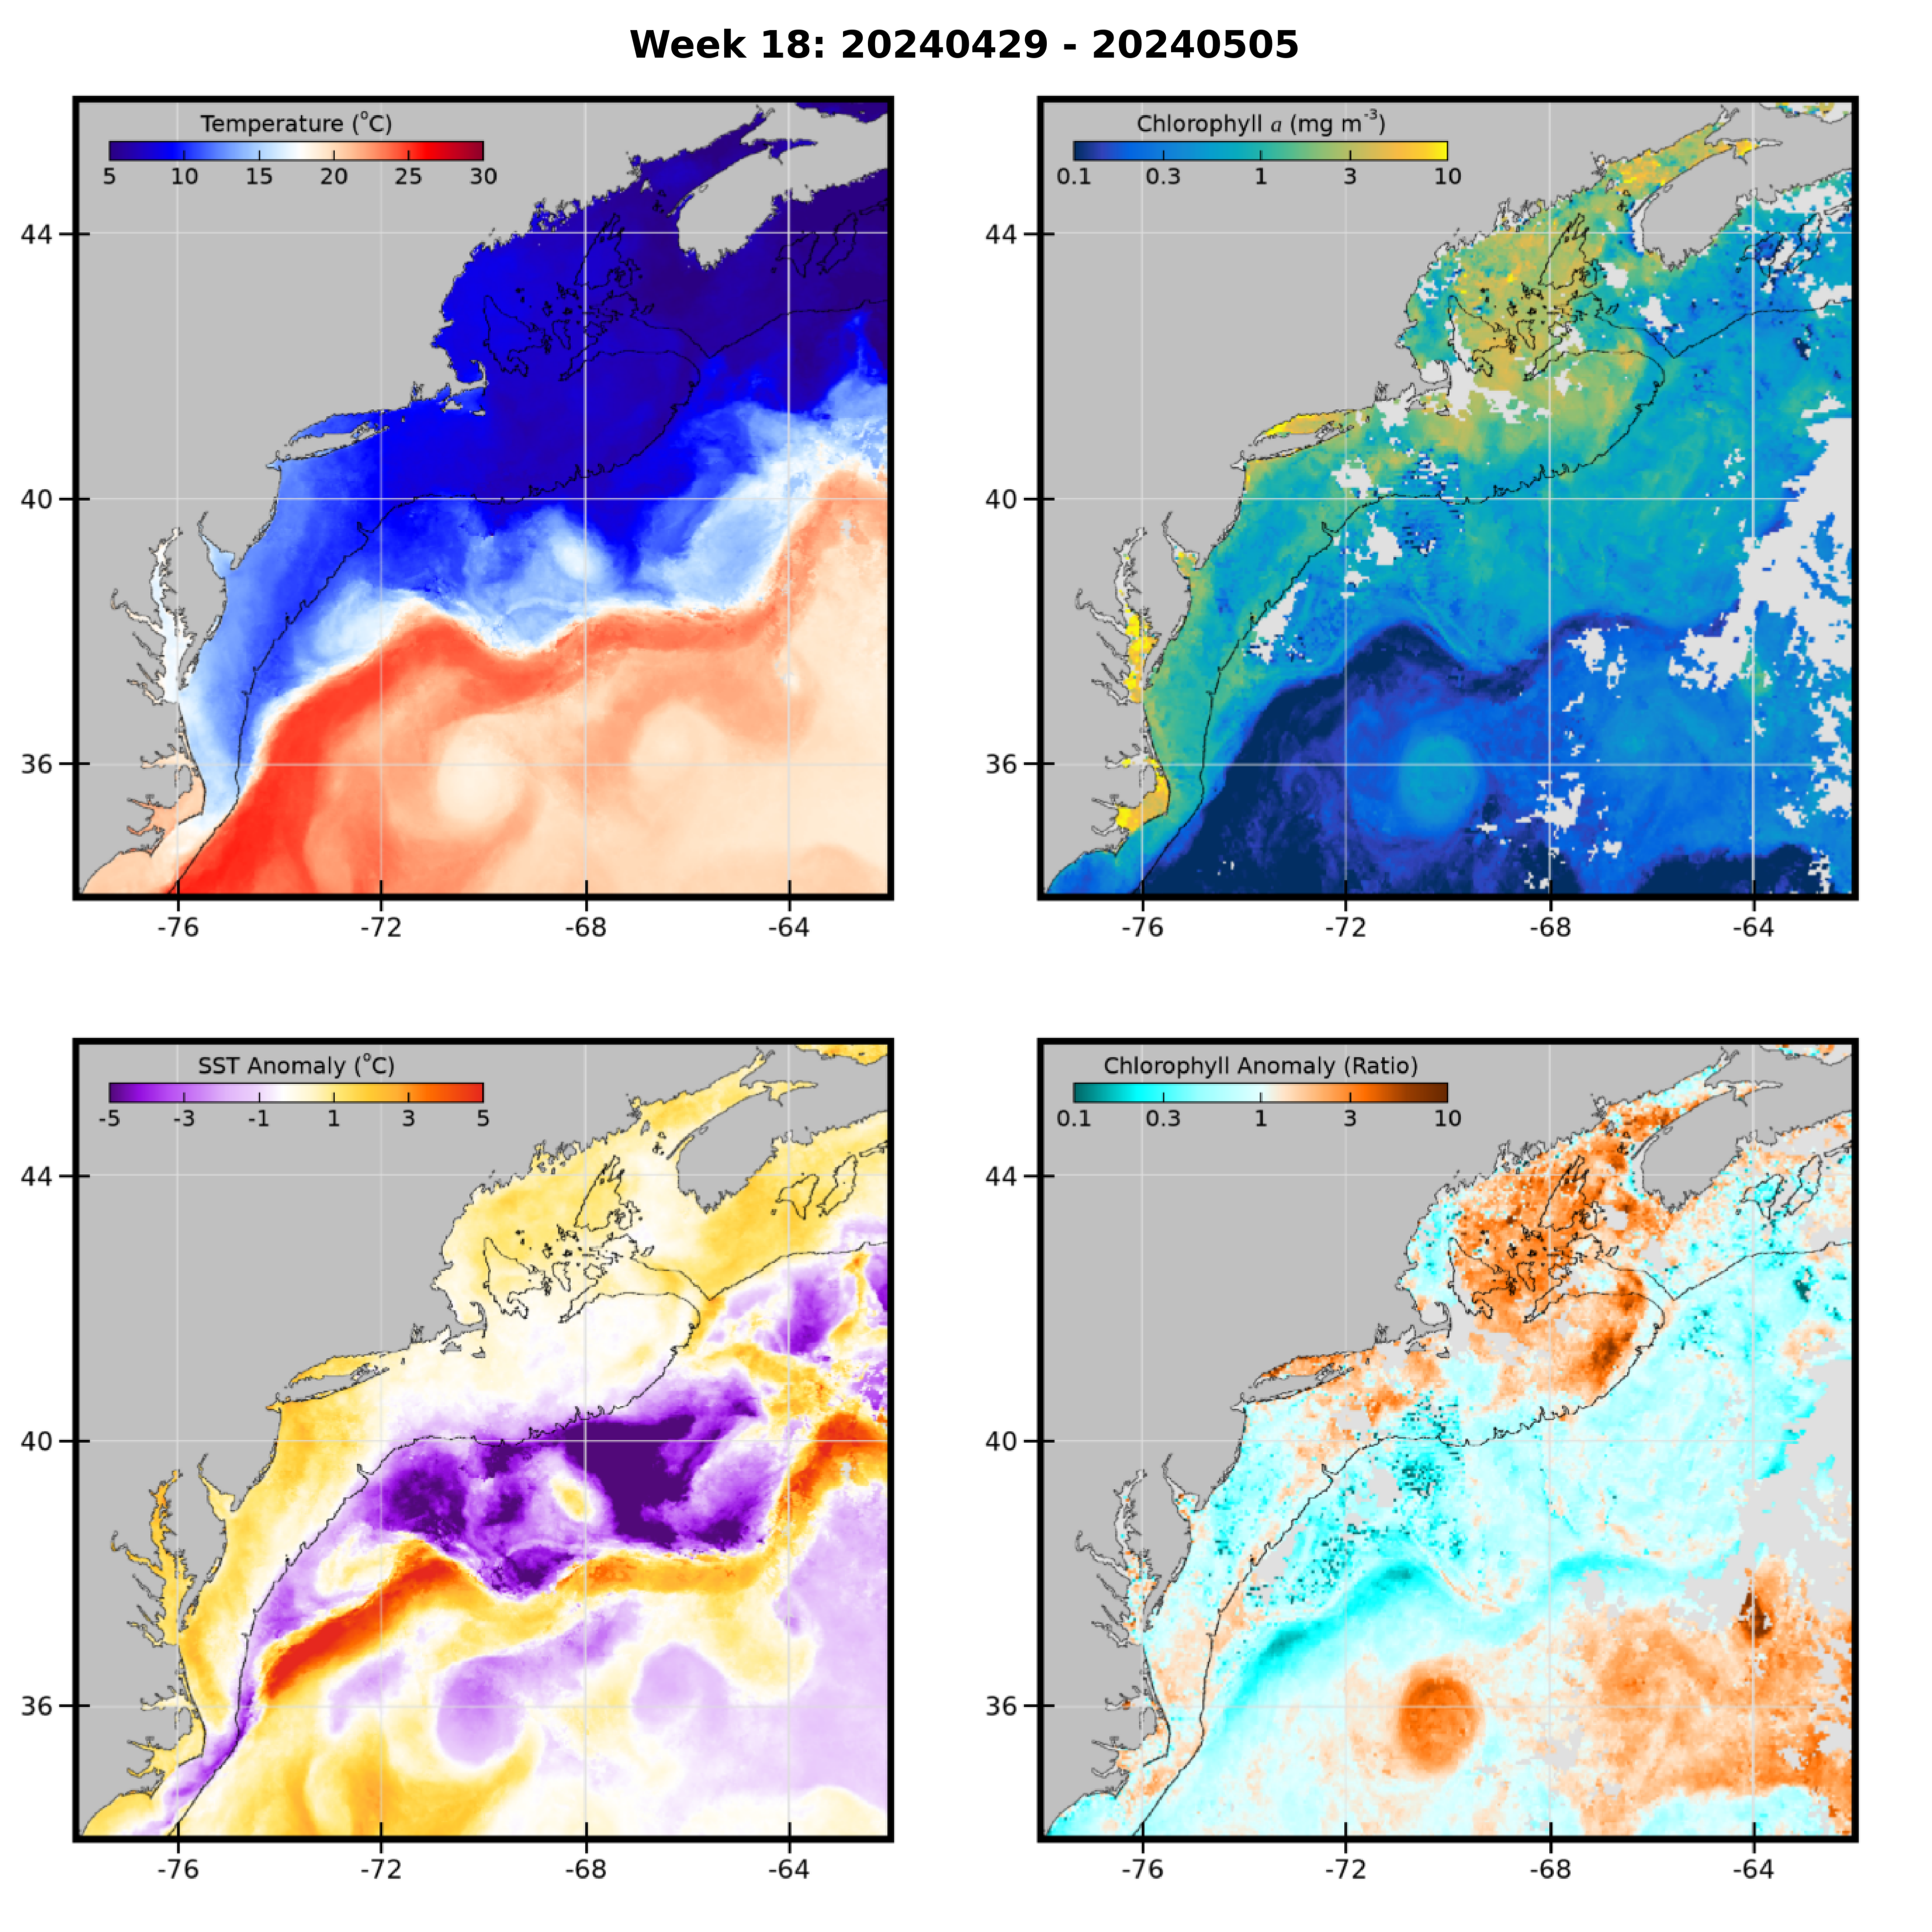 Week 18: 20240429 - 20240505
Temperature (°C)
5 10 15 20 25 30
44
40
36
-76 -72 -68 -64
Chlorophyll a (mg m⁻³)
0.1 0.3 1 3 10
44
40
36
-76 -72 -68 -64
SST Anomaly (°C)
-5 -3 -1 1 3 5
44
40
36
-76 -72 -68 -64
Chlorophyll Anomaly (Ratio)
0.1 0.3 1 3 10
44
40
36
-76 -72 -68 -64